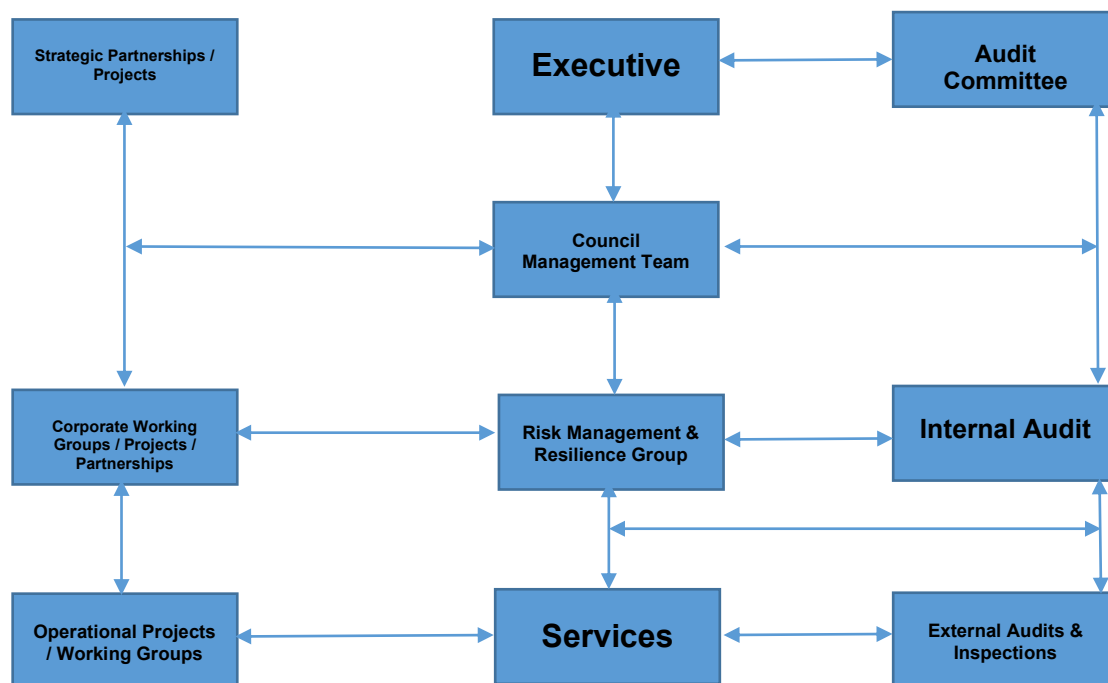 Strategic Partnerships /
Projects
Executive
Audit
Committee
Council
Management Team
Corporate Working
Groups / Projects /
Partnerships
Risk Management &
Resilience Group
Internal Audit
Operational Projects
/ Working Groups
Services
External Audits &
Inspections